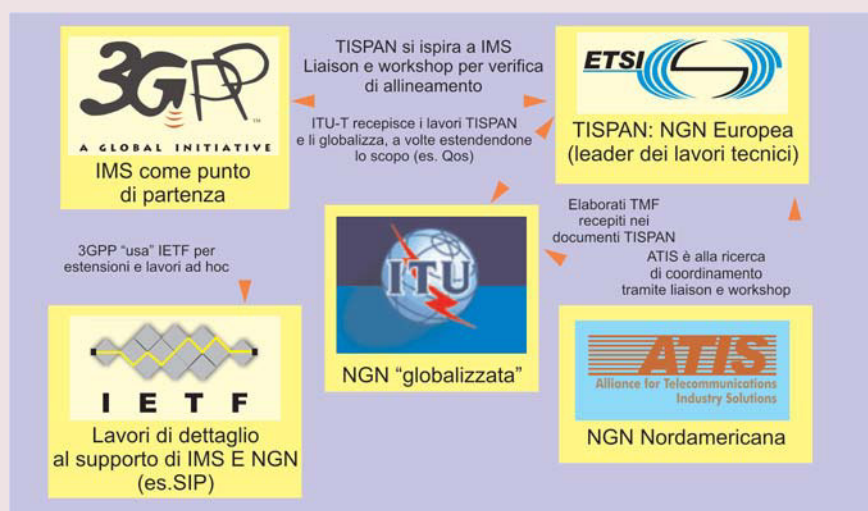 3GPP
TM
A GLOBAL INITIATIVE
IMS come punto
di partenza
TISPAN si ispira a IMS
Liaison e workshop per verifica
di allineamento
ITU-T recepisce i lavori TISPAN
e li globalizza, a volte estendendone
lo scopo (es. Qos)
ETSI
TISPAN: NGN Europea
(leader dei lavori tecnici)
3GPP “usa” IETF per
estensioni e lavori ad hoc
ITU
NGN “globalizzata”
Elaborati TMF
recepiti nei
documenti TISPAN
ATIS è alla ricerca
di coordinamento
tramite liaison e workshop
I E T F
Lavori di dettaglio
al supporto di IMS E NGN
(es.SIP)
ATIS
Alliance for Telecommunications
Industry Solutions
NGN Nordamericana